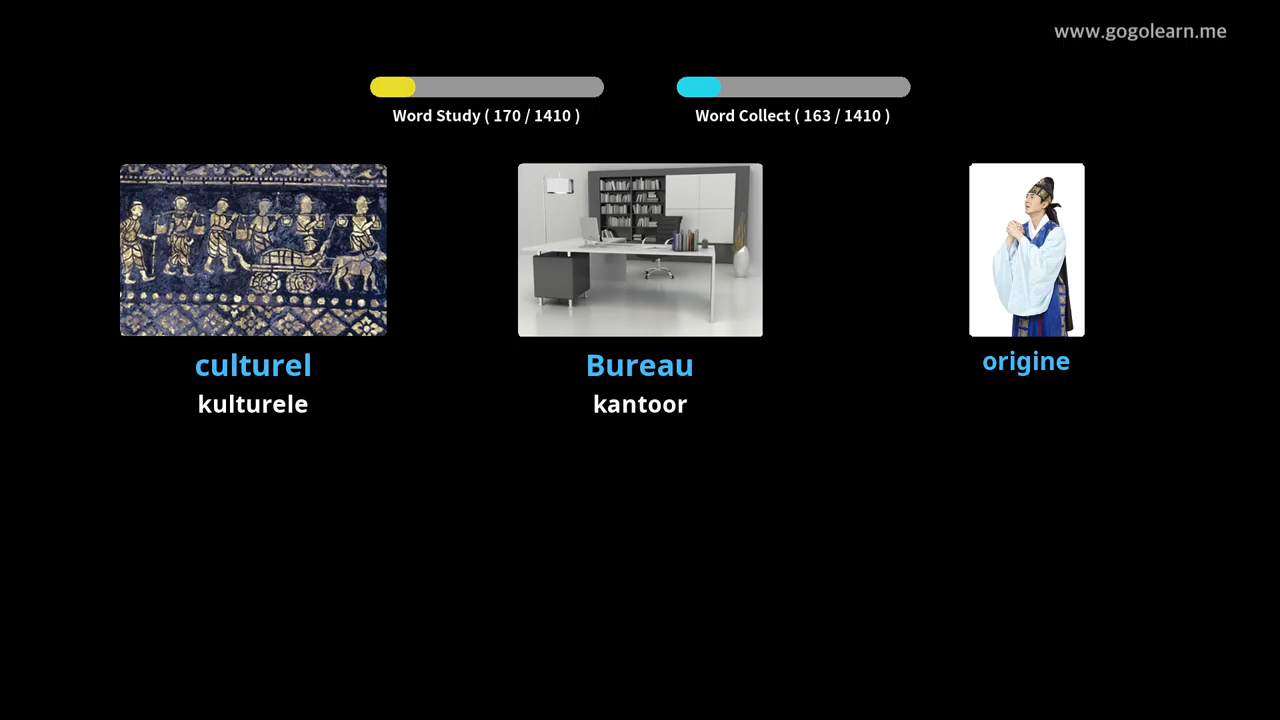 www.gogolearn.me
Word Study ( 170 / 1410 )
Word Collect ( 163 / 1410 )
culturel
kulturele
Bureau
kantoor
origine